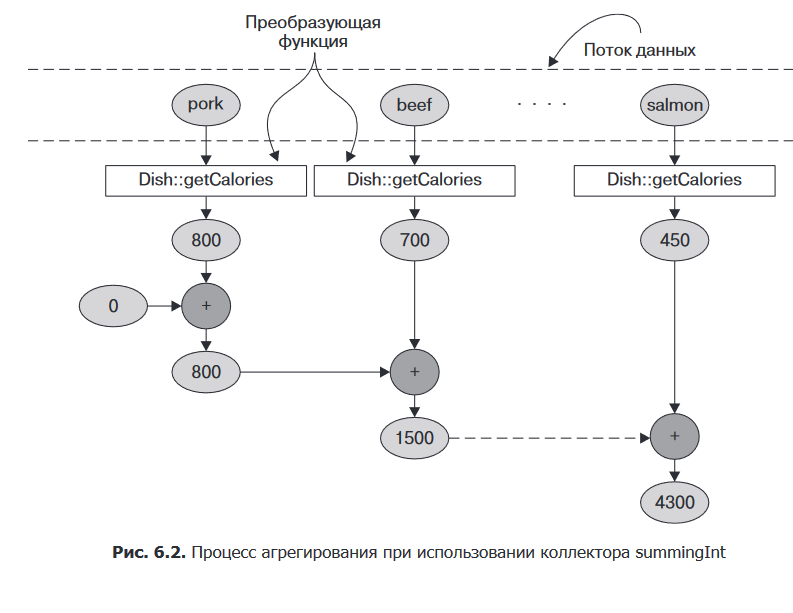 Преобразующая
функция
Поток данных
pork
beef
. . . .
salmon
Dish::getCalories
Dish::getCalories
Dish::getCalories
800
700
450
0
+
800
+
1500
+
4300
Рис. 6.2. Процесс агрегирования при использовании коллектора summingInt